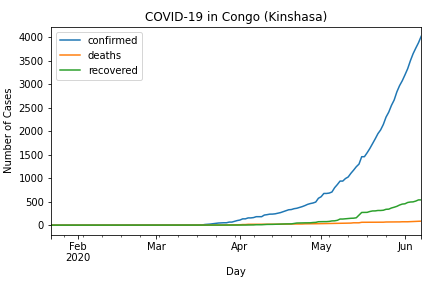 COVID-19 in Congo (Kinshasa)
confirmed
deaths
recovered
Number of Cases
4000
3500
3000
2500
2000
1500
1000
500
0
Feb Mar Apr May Jun
2020
Day